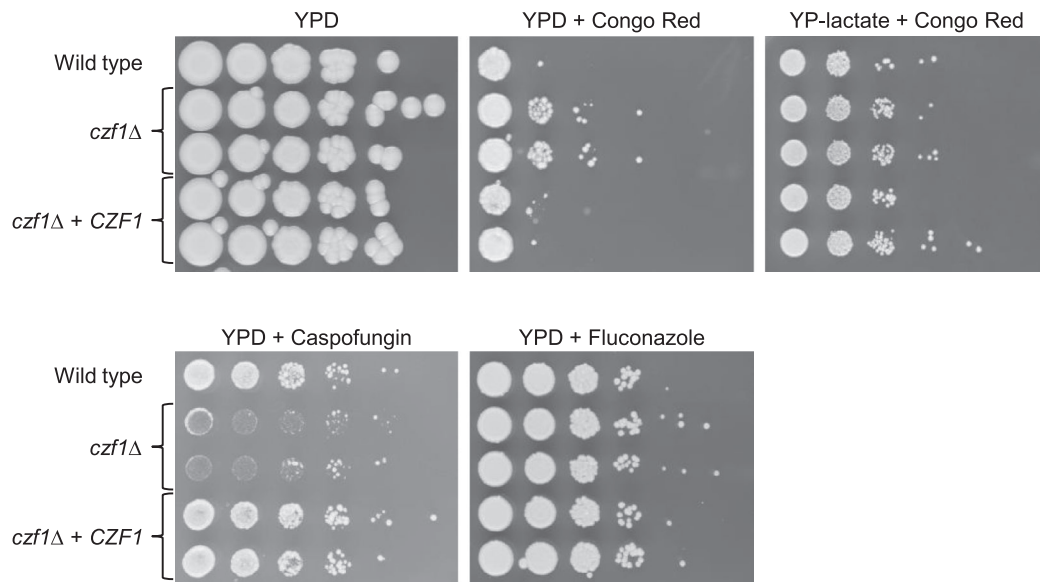 YPD
YPD + Congo Red
YP-lactate + Congo Red
Wild type
czf1Δ
czf1Δ + CZF1
YPD + Caspofungin
YPD + Fluconazole
Wild type
czf1Δ
czf1Δ + CZF1